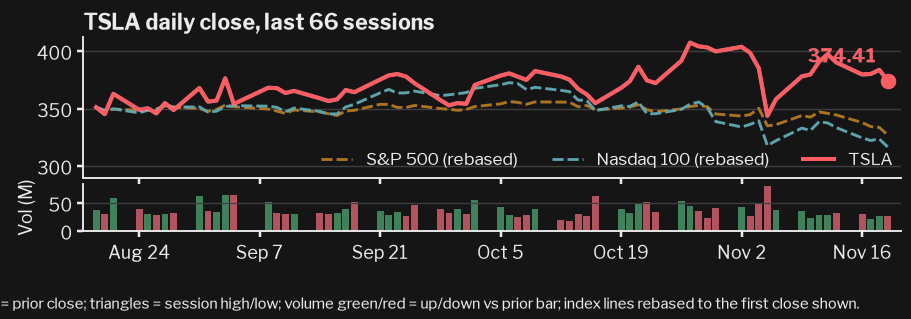 TSLA daily close, last 66 sessions
400
374.41
350
300
S&P 500 (rebased)
Nasdaq 100 (rebased)
TSLA
Vol (M)
50
0
Aug 24
Sep 7
Sep 21
Oct 5
Oct 19
Nov 2
Nov 16
= prior close; triangles = session high/low; volume green/red = up/down vs prior bar; index lines rebased to the first close shown.